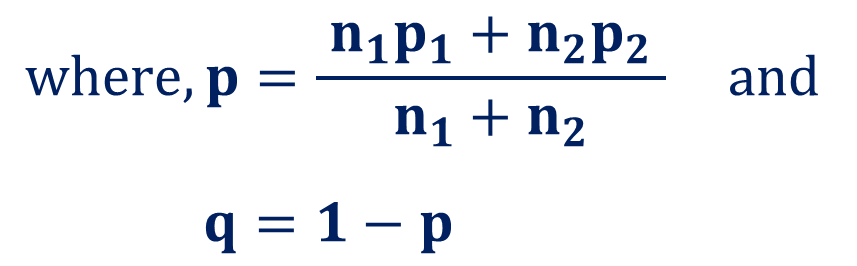 where, p = (n₁p₁ + n₂p₂) / (n₁ + n₂) and
q = 1 − p